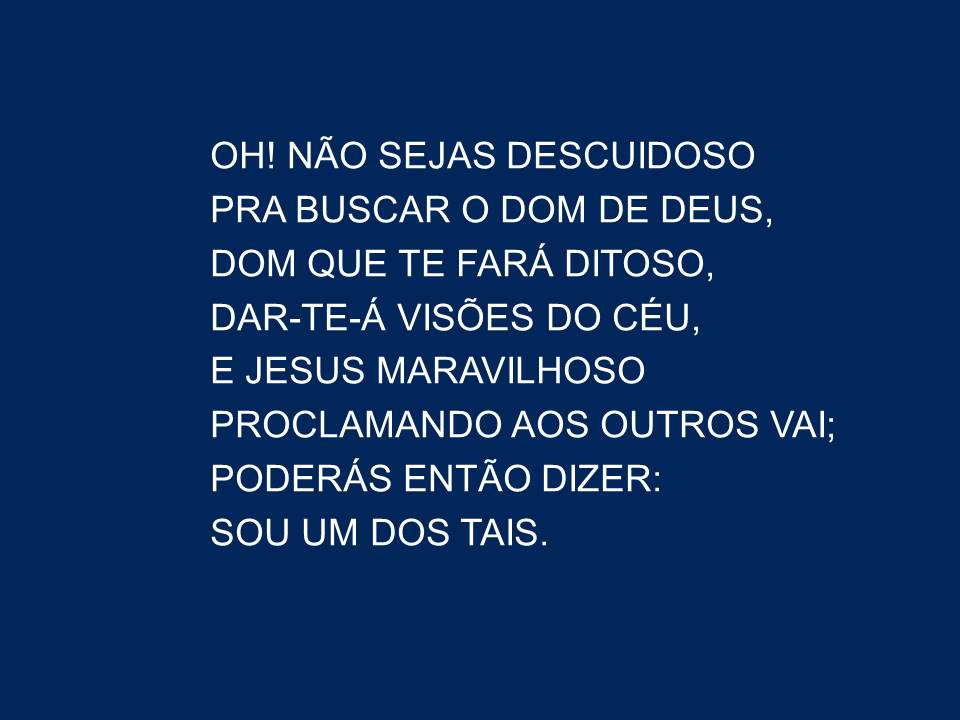 OH! NÃO SEJAS DESCUIDOSO
PRA BUSCAR O DOM DE DEUS,
DOM QUE TE FARÁ DITOSO,
DAR-TE-Á VISÕES DO CÉU,
E JESUS MARAVILHOSO
PROCLAMANDO AOS OUTROS VAI;
PODERÁS ENTÃO DIZER:
SOU UM DOS TAIS.